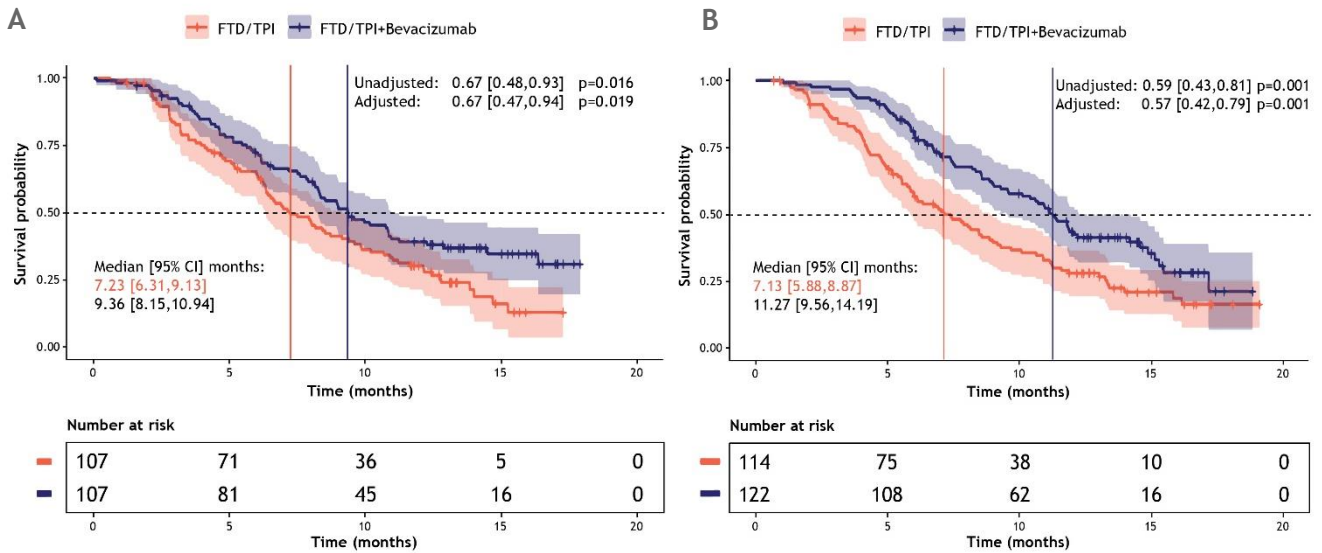 A
FTD/TPI FTD/TPI+Bevacizumab
Unadjusted: 0.67 [0.48,0.93] p=0.016
Adjusted: 0.67 [0.47,0.94] p=0.019
1.00
0.75
0.50
0.25
0.00
Survival probability
Median [95% CI] months:
7.23 [6.31,9.13]
9.36 [8.15,10.94]
0 5 10 15 20
Time (months)
Number at risk
107 71 36 5 0
107 81 45 16 0
0 5 10 15 20
Time (months)
B
FTD/TPI FTD/TPI+Bevacizumab
Unadjusted: 0.59 [0.43,0.81] p=0.001
Adjusted: 0.57 [0.42,0.79] p=0.001
1.00
0.75
0.50
0.25
0.00
Survival probability
Median [95% CI] months:
7.13 [5.88,8.87]
11.27 [9.56,14.19]
0 5 10 15 20
Time (months)
Number at risk
114 75 38 10 0
122 108 62 16 0
0 5 10 15 20
Time (months)